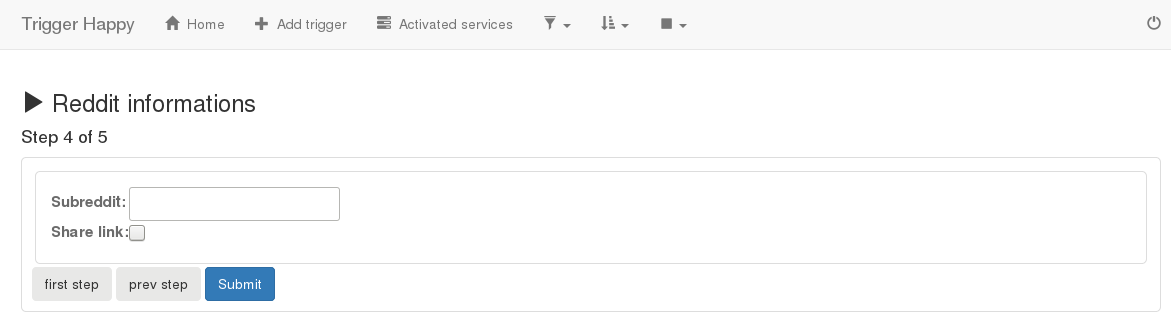 Trigger Happy Home Add trigger Activated services
Reddit informations
Step 4 of 5
Subreddit:
Share link:
first step prev step Submit